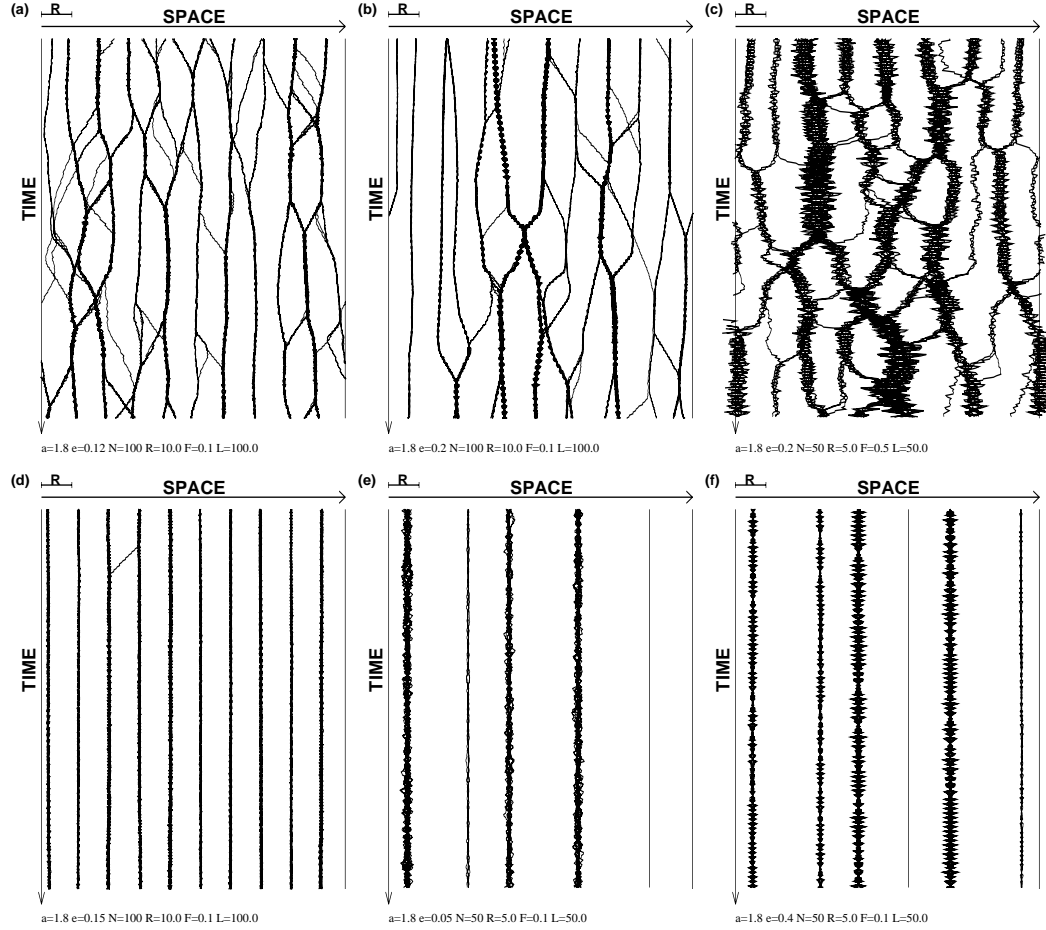 (a) R SPACE
TIME
a=1.8 e=0.12 N=100 R=10.0 F=0.1 L=100.0
(b) R SPACE
TIME
a=1.8 e=0.2 N=100 R=10.0 F=0.1 L=100.0
(c) R SPACE
TIME
a=1.8 e=0.2 N=50 R=5.0 F=0.5 L=50.0
(d) R SPACE
TIME
a=1.8 e=0.15 N=100 R=10.0 F=0.1 L=100.0
(e) R SPACE
TIME
a=1.8 e=0.05 N=50 R=5.0 F=0.1 L=50.0
(f) R SPACE
TIME
a=1.8 e=0.4 N=50 R=5.0 F=0.1 L=50.0